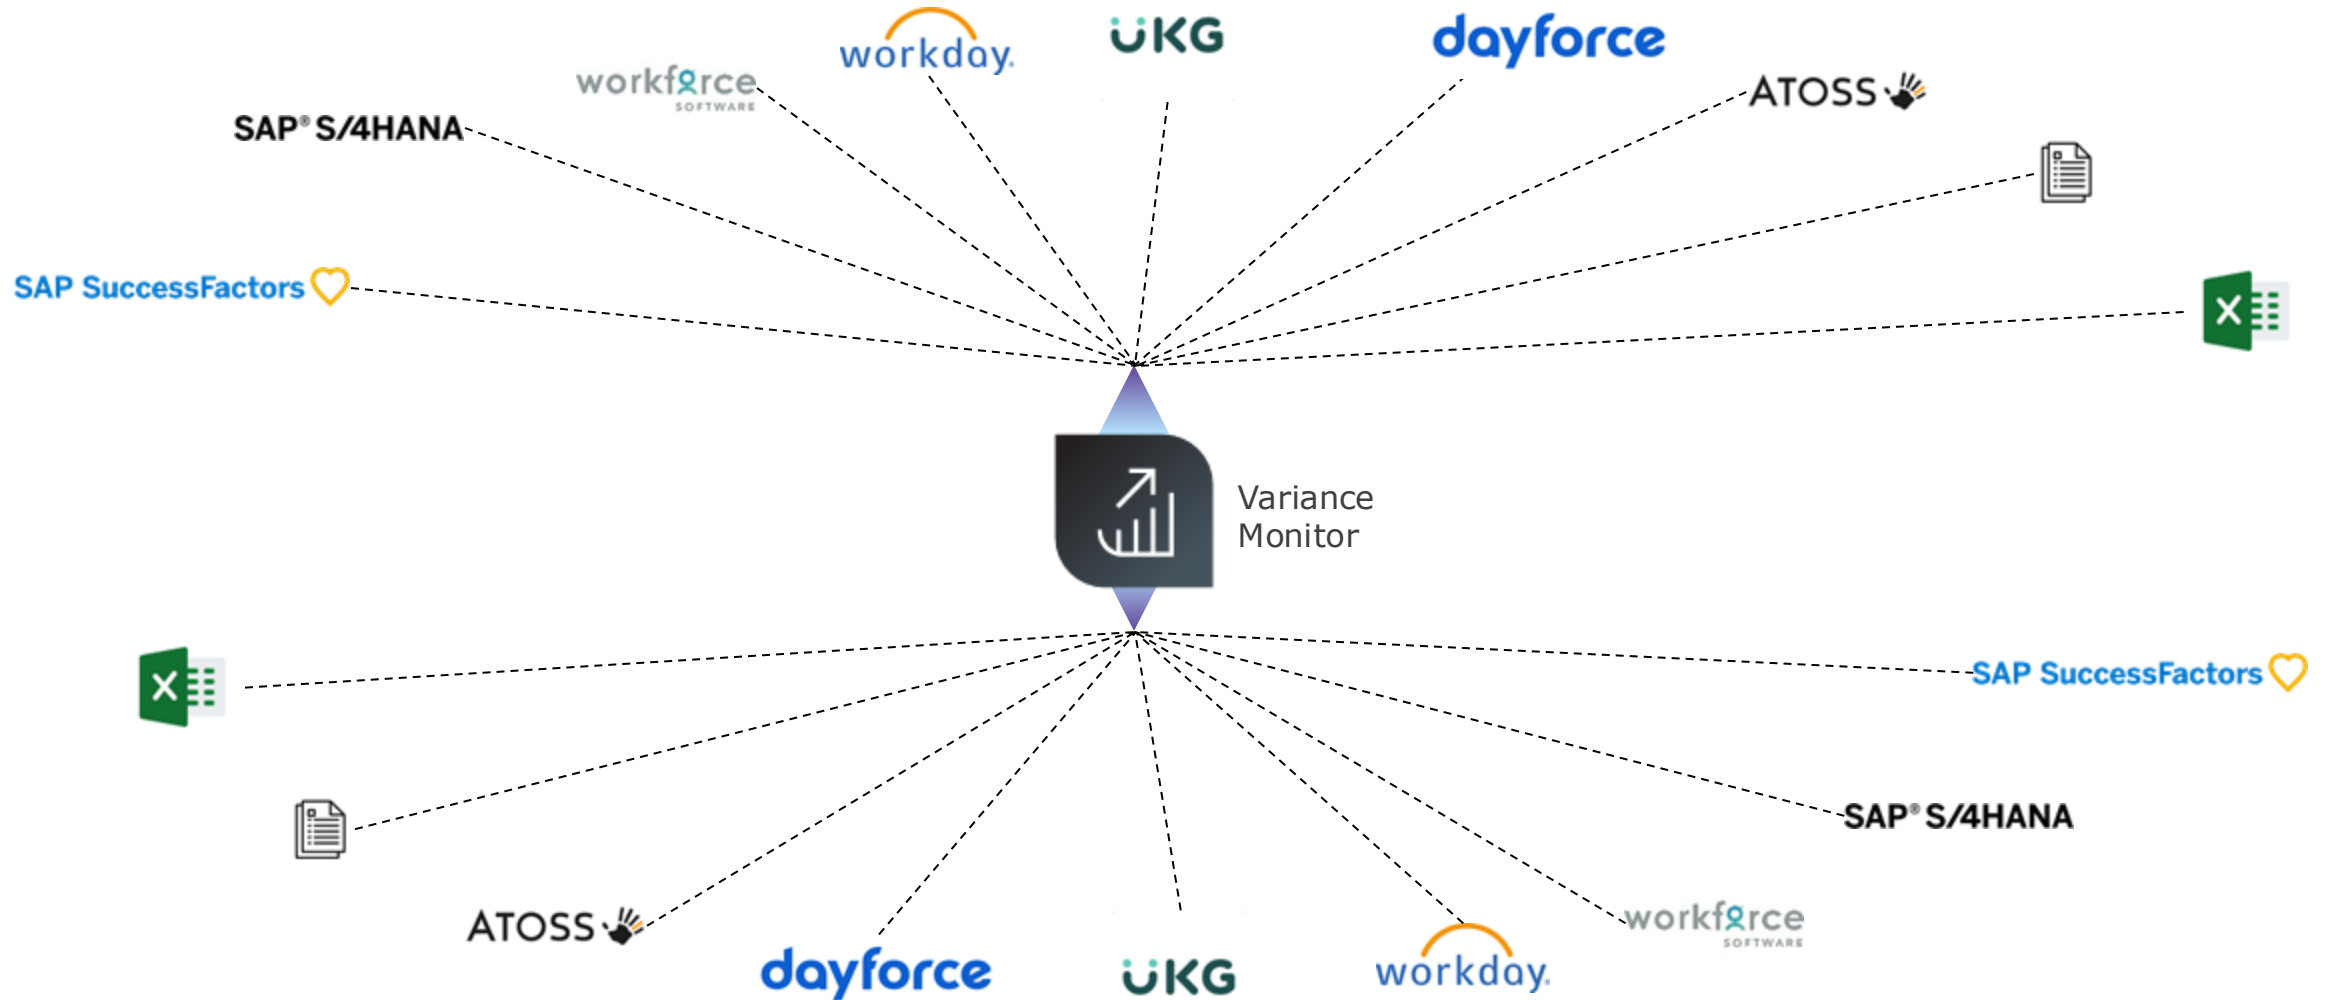 workday.
UKG
dayforce
workforce
SOFTWARE
ATOSS
SAP® S/4HANA
SAP SuccessFactors
X
Variance
Monitor
X
SAP SuccessFactors
SAP® S/4HANA
ATOSS
workforce
SOFTWARE
dayforce
UKG
workday.